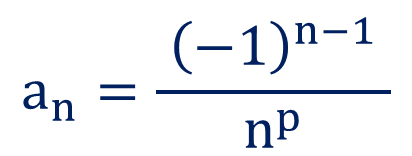 aₙ = (−1)ⁿ⁻¹ / nᵖ